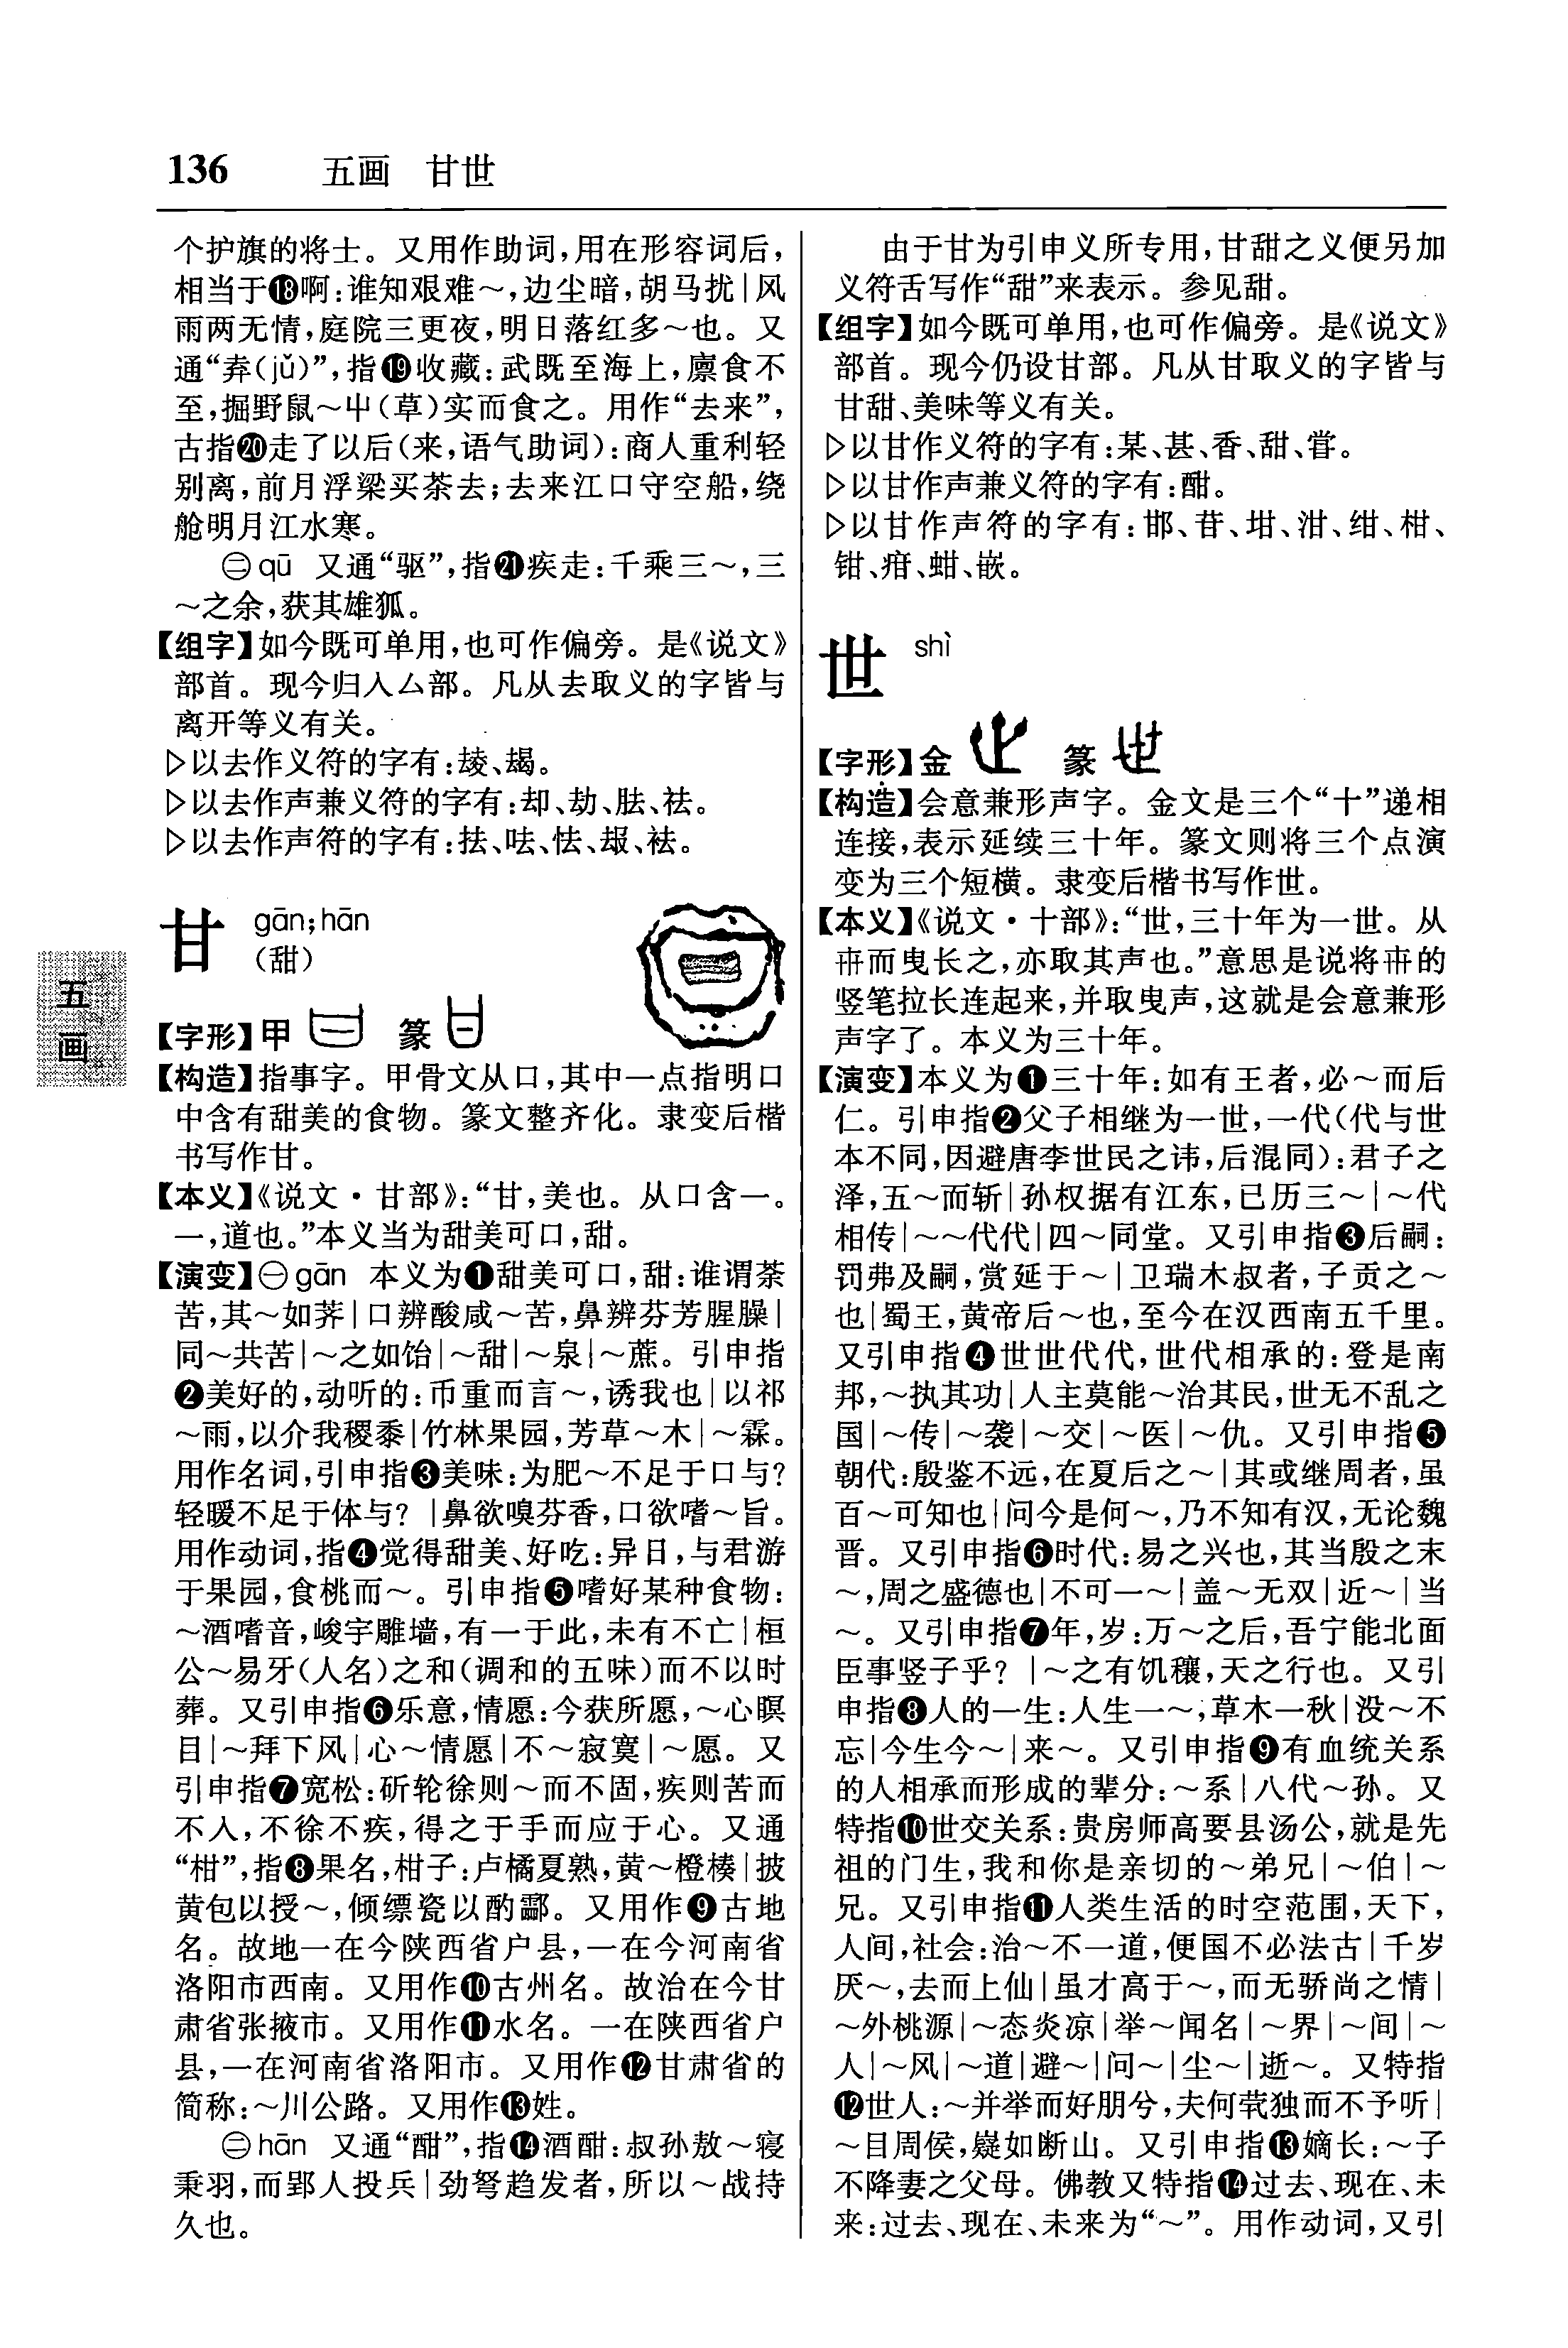 136 五画 甘世
个护旗的将士。又用作助词,用在形容词后,
相当于⓲啊:谁知艰难～,边尘暗,胡马扰|风
雨两无情,庭院三更夜,明日落红多～也。又
通“弆(jǔ)”,指⓳收藏:武既至海上,廪食不
至,掘野鼠～屮(草)实而食之。用作“去来”,
古指⓴走了以后(来,语气助词):商人重利轻
别离,前月浮梁买茶去;去来江口守空船,绕
舱明月江水寒。
㊁qū 又通“驱”,指㉑疾走:千乘三～,三
～之余,获其雄狐。
【组字】如今既可单用,也可作偏旁。是《说文》
部首。现今归入厶部。凡从去取义的字皆与
离开等义有关。
▷以去作义符的字有:㚇、朅。
▷以去作声兼义符的字有:却、劫、胠、祛。
▷以去作声符的字有:抾、呿、怯、𧙁、袪。
甘 gān;hān
(甜)
【字形】甲 篆
【构造】指事字。甲骨文从口,其中一点指明口
中含有甜美的食物。篆文整齐化。隶变后楷
书写作甘。
【本义】《说文·甘部》:“甘,美也。从口含一。
一,道也。”本义当为甜美可口,甜。
【演变】㊀gān 本义为❶甜美可口,甜:谁谓荼
苦,其～如荠|口辨酸咸～苦,鼻辨芬芳腥臊|
同～共苦|～之如饴|～甜|～泉|～蔗。引申指
❷美好的,动听的:币重而言～,诱我也|以祁
～雨,以介我稷黍|竹林果园,芳草～木|～霖。
用作名词,引申指❸美味:为肥～不足于口与?
轻暖不足于体与? |鼻欲嗅芬香,口欲嗜～旨。
用作动词,指❹觉得甜美、好吃:异日,与君游
于果园,食桃而～。引申指❺嗜好某种食物:
～酒嗜音,峻宇雕墙,有一于此,未有不亡|桓
公～易牙(人名)之和(调和的五味)而不以时
葬。又引申指❻乐意,情愿:今获所愿,～心瞑
目|～拜下风|心～情愿|不～寂寞|～愿。又
引申指❼宽松:斫轮徐则～而不固,疾则苦而
不入,不徐不疾,得之于手而应于心。又通
“柑”,指❽果名,柑子:卢橘夏熟,黄～橙楱|披
黄包以授～,倾缥瓷以酌酃。又用作❾古地
名。故地一在今陕西省户县,一在今河南省
洛阳市西南。又用作❿古州名。故治在今甘
肃省张掖市。又用作⓫水名。一在陕西省户
县,一在河南省洛阳市。又用作⓬甘肃省的
简称:～川公路。又用作⓭姓。
㊁hān 又通“酣”,指⓮酒酣:叔孙敖～寝
秉羽,而郢人投兵|劲弩趋发者,所以～战持
久也。
由于甘为引申义所专用,甘甜之义便另加
义符舌写作“甜”来表示。参见甜。
【组字】如今既可单用,也可作偏旁。是《说文》
部首。现今仍设甘部。凡从甘取义的字皆与
甘甜、美味等义有关。
▷以甘作义符的字有:某、甚、香、甜、甞。
▷以甘作声兼义符的字有:酣。
▷以甘作声符的字有:邯、苷、坩、泔、绀、柑、
钳、疳、蚶、嵌。
世 shì
【字形】金 篆
【构造】会意兼形声字。金文是三个“十”递相
连接,表示延续三十年。篆文则将三个点演
变为三个短横。隶变后楷书写作世。
【本义】《说文·十部》:“世,三十年为一世。从
卅而曳长之,亦取其声也。”意思是说将卅的
竖笔拉长连起来,并取曳声,这就是会意兼形
声字了。本义为三十年。
【演变】本义为❶三十年:如有王者,必～而后
仁。引申指❷父子相继为一世,一代(代与世
本不同,因避唐李世民之讳,后混同):君子之
泽,五～而斩|孙权据有江东,已历三～|～代
相传|～～代代|四～同堂。又引申指❸后嗣:
罚弗及嗣,赏延于～|卫瑞木叔者,子贡之～
也|蜀王,黄帝后～也,至今在汉西南五千里。
又引申指❹世世代代,世代相承的:登是南
邦,～执其功|人主莫能～治其民,世无不乱之
国|～传|～袭|～交|～医|～仇。又引申指❺
朝代:殷鉴不远,在夏后之～|其或继周者,虽
百～可知也|问今是何～,乃不知有汉,无论魏
晋。又引申指❻时代:易之兴也,其当殷之末
～,周之盛德也|不可一～|盖～无双|近～|当
～。又引申指❼年,岁:万～之后,吾宁能北面
臣事竖子乎? |～之有饥穰,天之行也。又引
申指❽人的一生:人生一～,草木一秋|没～不
忘|今生今～|来～。又引申指❾有血统关系
的人相承而形成的辈分:～系|八代～孙。又
特指❿世交关系:贵房师高要县汤公,就是先
祖的门生,我和你是亲切的～弟兄|～伯|～
兄。又引申指⓫人类生活的时空范围,天下,
人间,社会:治～不一道,便国不必法古|千岁
厌～,去而上仙|虽才高于～,而无骄尚之情|
～外桃源|～态炎凉|举～闻名|～界|～间|～
人|～风|～道|避～|问～|尘～|逝～。又特指
⓬世人:～并举而好朋兮,夫何茕独而不予听|
～目周侯,嶷如断山。又引申指⓭嫡长:～子
不降妻之父母。佛教又特指⓮过去、现在、未
来:过去、现在、未来为“～”。用作动词,又引
五
画